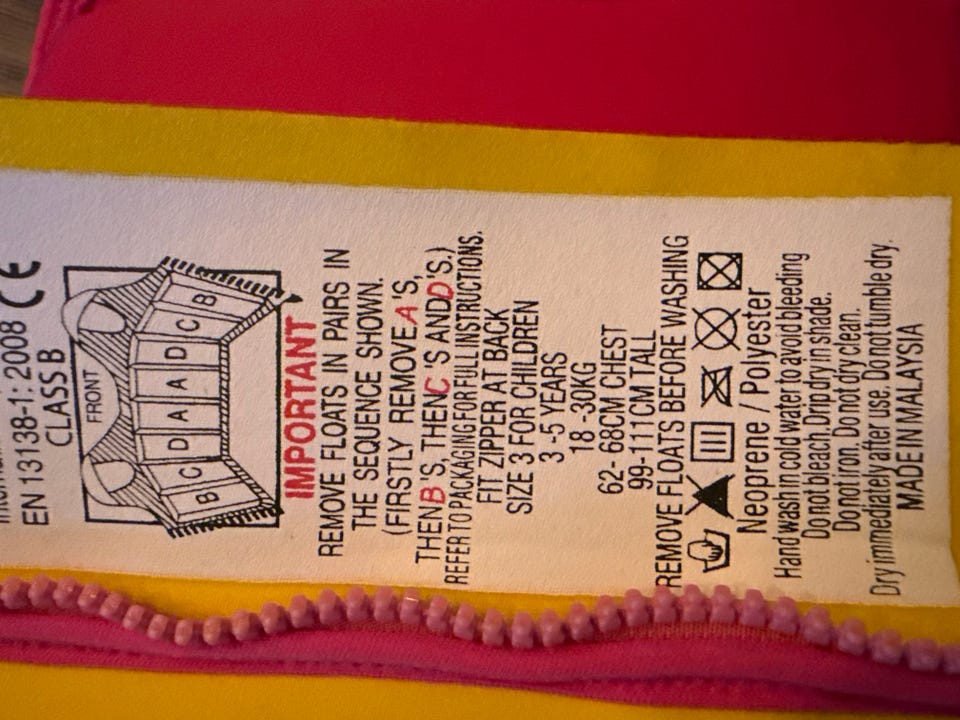 EN 13138-1: 2008 CE
CLASS B
FRONT
B C D A A D C B
IMPORTANT
REMOVE FLOATS IN PAIRS IN
THE SEQUENCE SHOWN.
(FIRSTLY REMOVE A'S,
THEN B'S, THEN C'S AND D'S.)
REFER TO PACKAGING FOR FULL INSTRUCTIONS.
FIT ZIPPER AT BACK
SIZE 3 FOR CHILDREN
3 -5 YEARS
18 -30KG
62- 68CM CHEST
99-111CM TALL
REMOVE FLOATS BEFORE WASHING
Neoprene / Polyester
Hand wash in cold water to avoid bleeding
Do not bleach. Drip dry in shade.
Do not iron. Do not dry clean.
Dry immediately after use. Do not tumble dry.
MADE IN MALAYSIA